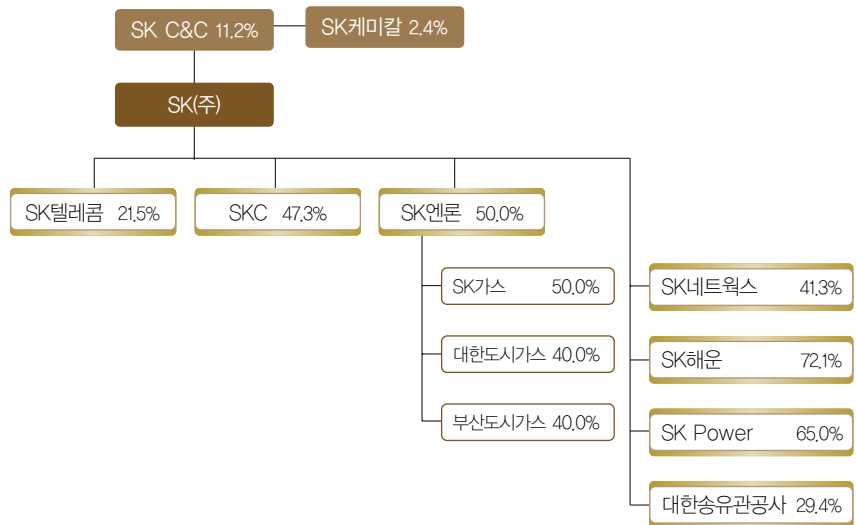 SK C&C 11.2%
SK케미칼 2.4%
SK(주)
SK텔레콤 21.5%
SKC 47.3%
SK엔론 50.0%
SK가스 50.0%
대한도시가스 40.0%
부산도시가스 40.0%
SK네트웍스 41.3%
SK해운 72.1%
SK Power 65.0%
대한송유관공사 29.4%